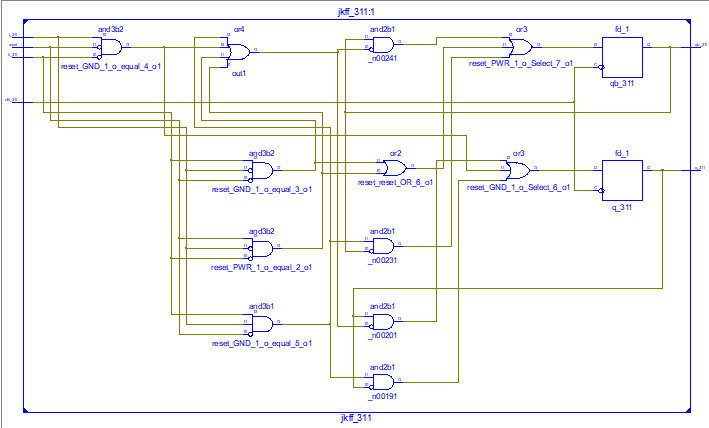 jkff_311:1
and3b2
or4
and2b1
or3
fd_1
reset_GND_1_o_equal_4_o1
out1
_n00241
reset_PWR_1_o_Select_7_o1
qb_311
and3b2
or2
or3
fd_1
reset_GND_1_o_equal_3_o1
reset_reset_OR_6_o1
reset_GND_1_o_Select_6_o1
q_311
and3b2
and2b1
reset_PWR_1_o_equal_2_o1
_n00231
and3b1
and2b1
reset_GND_1_o_equal_5_o1
_n00201
and2b1
_n00191
jkff_311